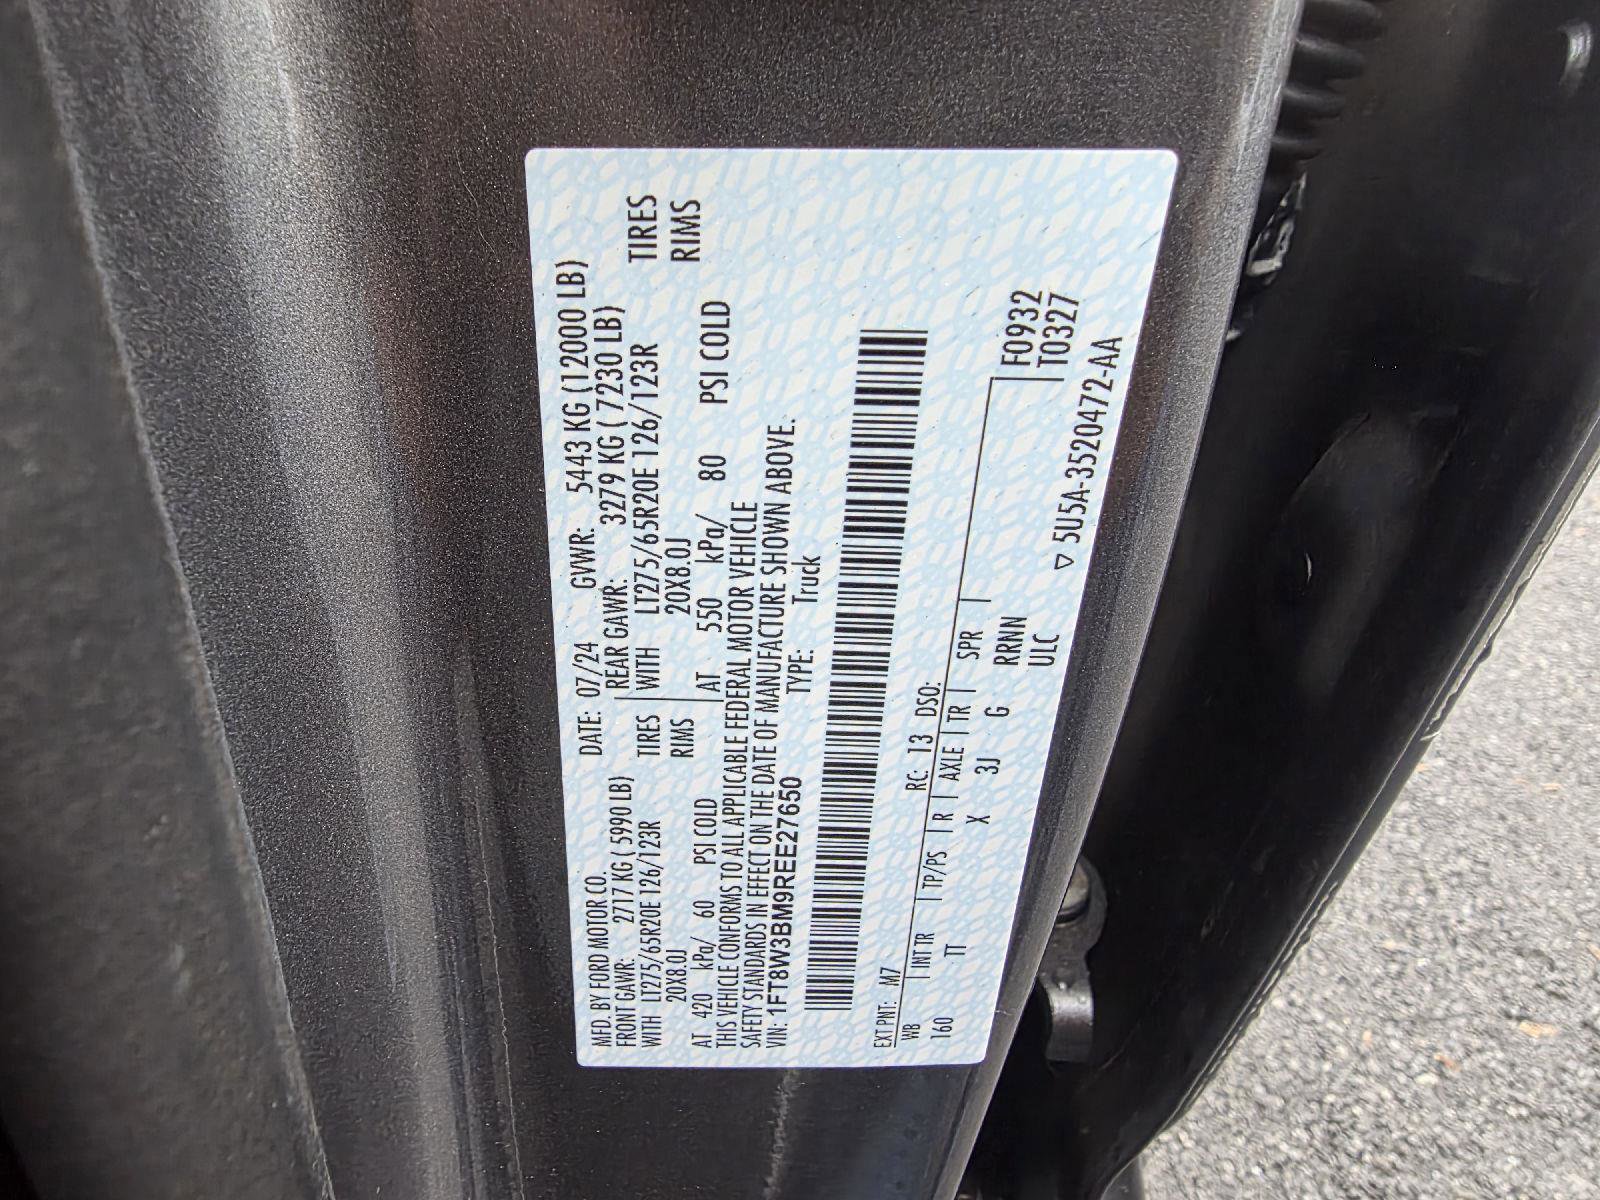 MFD. BY FORD MOTOR CO. DATE: 07/24 GVWR: 5443 KG (12000 LB)
FRONT GAWR: 2717 KG ( 5990 LB) REAR GAWR: 3279 KG ( 7230 LB)
WITH LT275/65R20E 126/123R TIRES WITH LT275/65R20E 126/123R TIRES
20X8.0J RIMS 20X8.0J RIMS
AT 420 kPa/ 60 PSI COLD AT 550 kPa/ 80 PSI COLD
THIS VEHICLE CONFORMS TO ALL APPLICABLE FEDERAL MOTOR VEHICLE
SAFETY STANDARDS IN EFFECT ON THE DATE OF MANUFACTURE SHOWN ABOVE.
VIN: 1FT8W3BM9REE27650 TYPE: Truck
EXT PNT: M7 RC: 13 DSO: F0932
WB INT TR TP/PS R AXLE TR SPR T0327
160 TT X 3J G RRNN
ULC ▽ 5U5A-3520472-AA